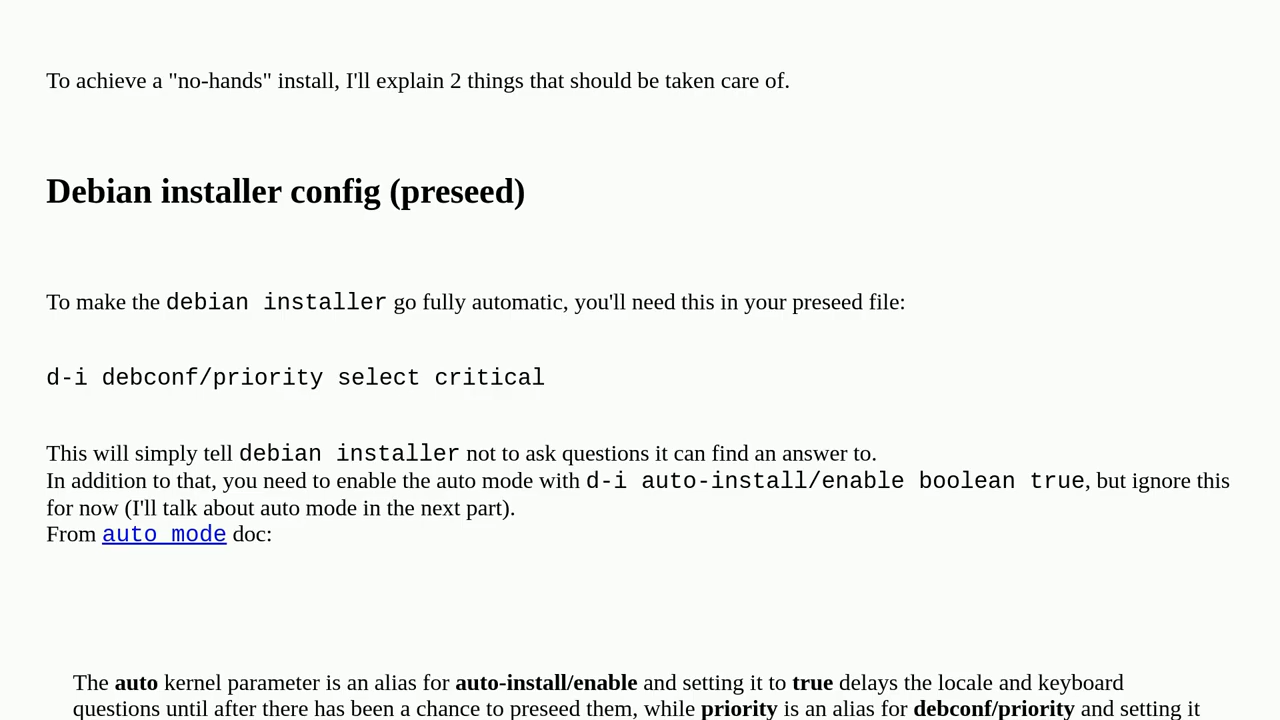 To achieve a "no-hands" install, I'll explain 2 things that should be taken care of.
Debian installer config (preseed)
To make the debian installer go fully automatic, you'll need this in your preseed file:
d-i debconf/priority select critical
This will simply tell debian installer not to ask questions it can find an answer to.
In addition to that, you need to enable the auto mode with d-i auto-install/enable boolean true, but ignore this
for now (I'll talk about auto mode in the next part).
From auto mode doc:
The auto kernel parameter is an alias for auto-install/enable and setting it to true delays the locale and keyboard
questions until after there has been a chance to preseed them, while priority is an alias for debconf/priority and setting it